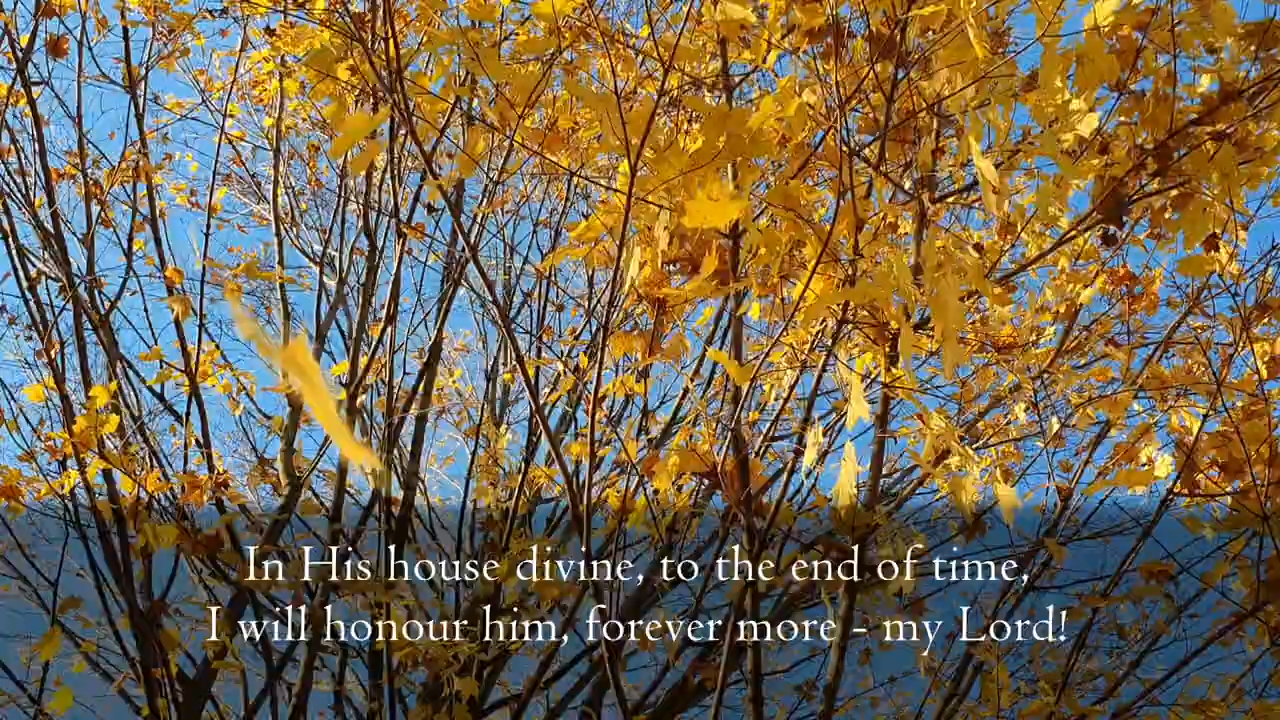 In His house divine, to the end of time,
I will honour him, forever more - my Lord!